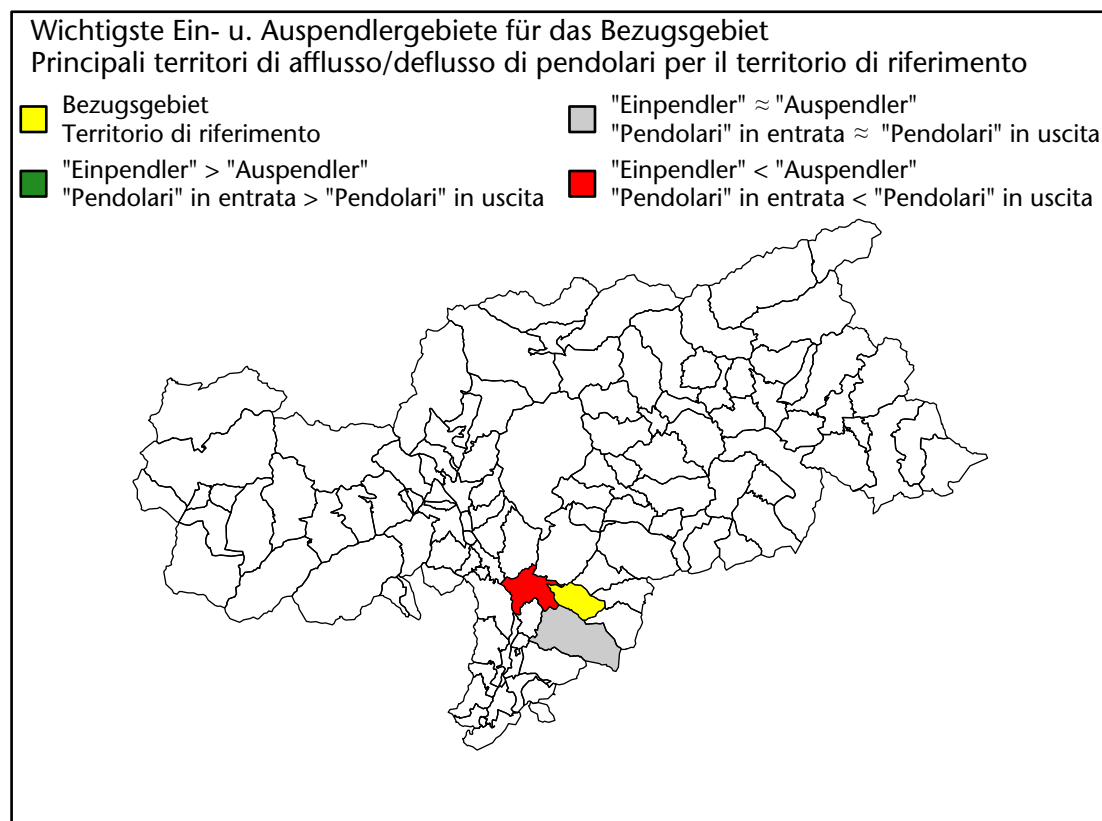 Wichtigste Ein- u. Auspendlergebiete für das Bezugsgebiet
Principali territori di afflusso/deflusso di pendolari per il territorio di riferimento
Bezugsgebiet
Territorio di riferimento
"Einpendler" > "Auspendler"
"Pendolari" in entrata > "Pendolari" in uscita
"Einpendler" ≈ "Auspendler"
"Pendolari" in entrata ≈ "Pendolari" in uscita
"Einpendler" < "Auspendler"
"Pendolari" in entrata < "Pendolari" in uscita